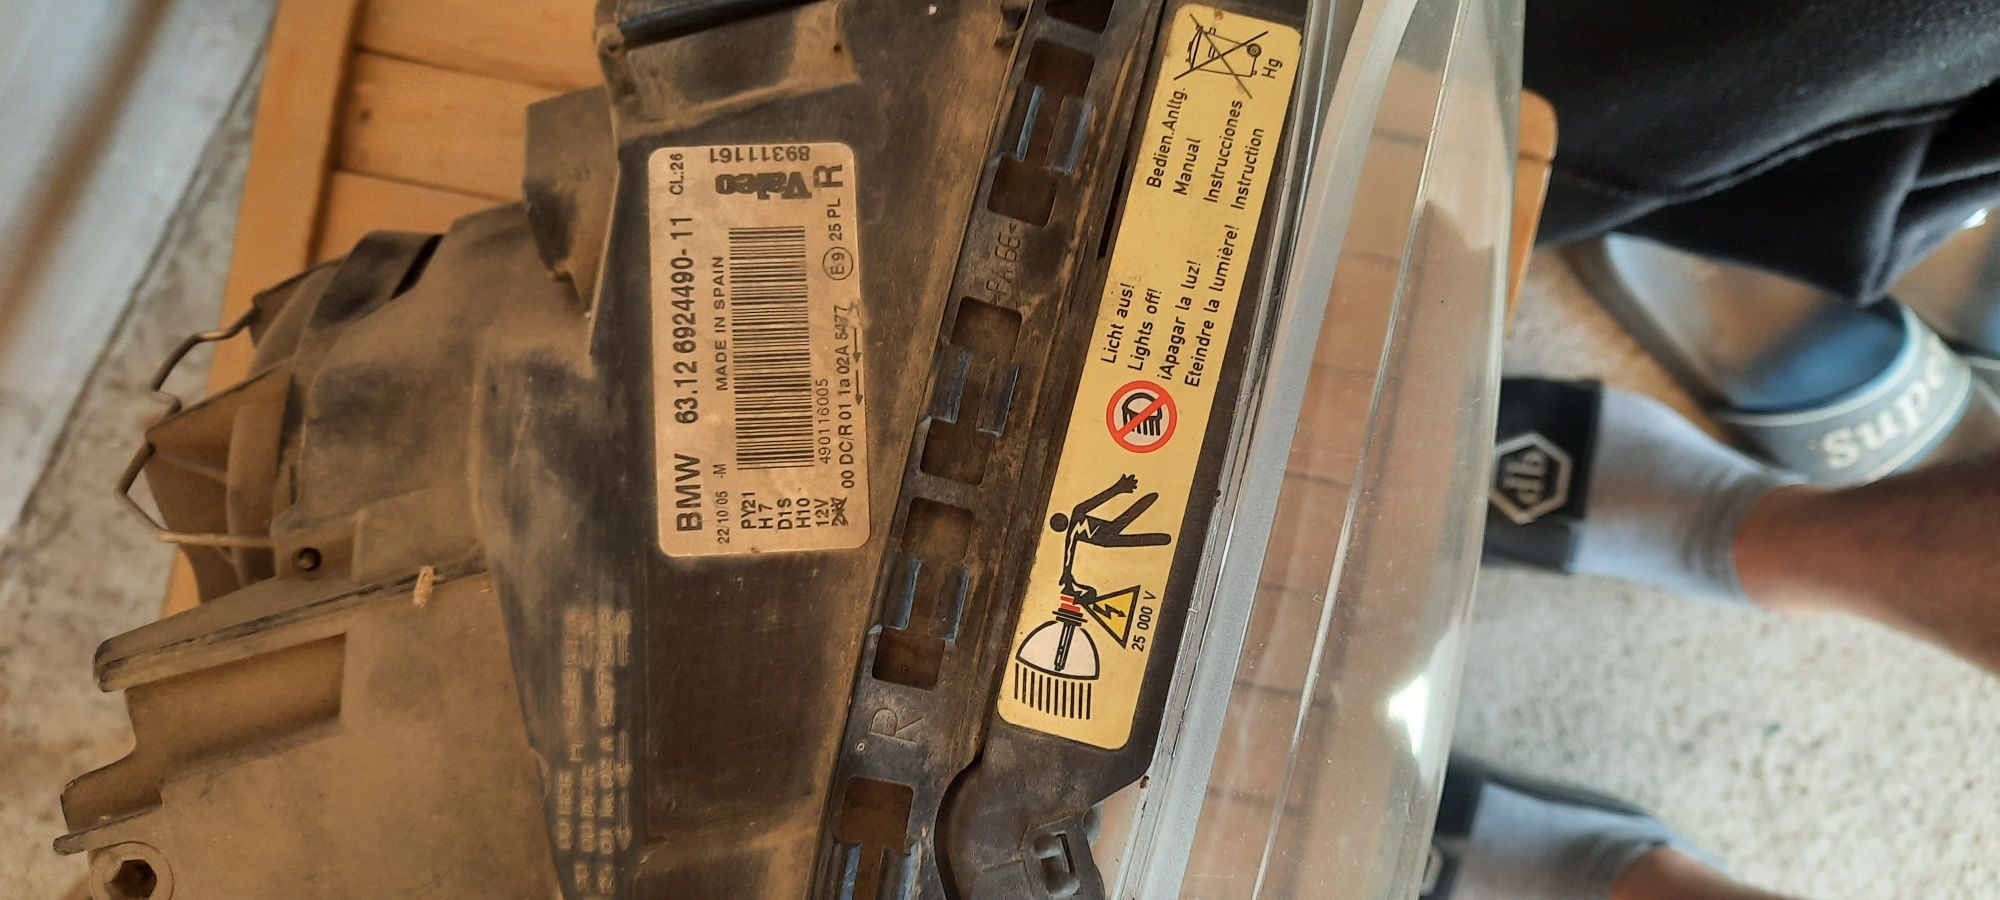 BMW 63.12 6924490-11 CL:26
22/10/05 -M MADE IN SPAIN
Valeo
89311161
PY21
H7
D1S
H10
12V
490116005
00 DC/R 01 1a 02A 5477 E9 25 PL R
>PA66<
R
Licht aus!
Lights off!
¡Apagar la luz!
Eteindre la lumière!
Bedien.Anltg.
Manual
Instrucciones
Instruction
Hg
25 000 V
db